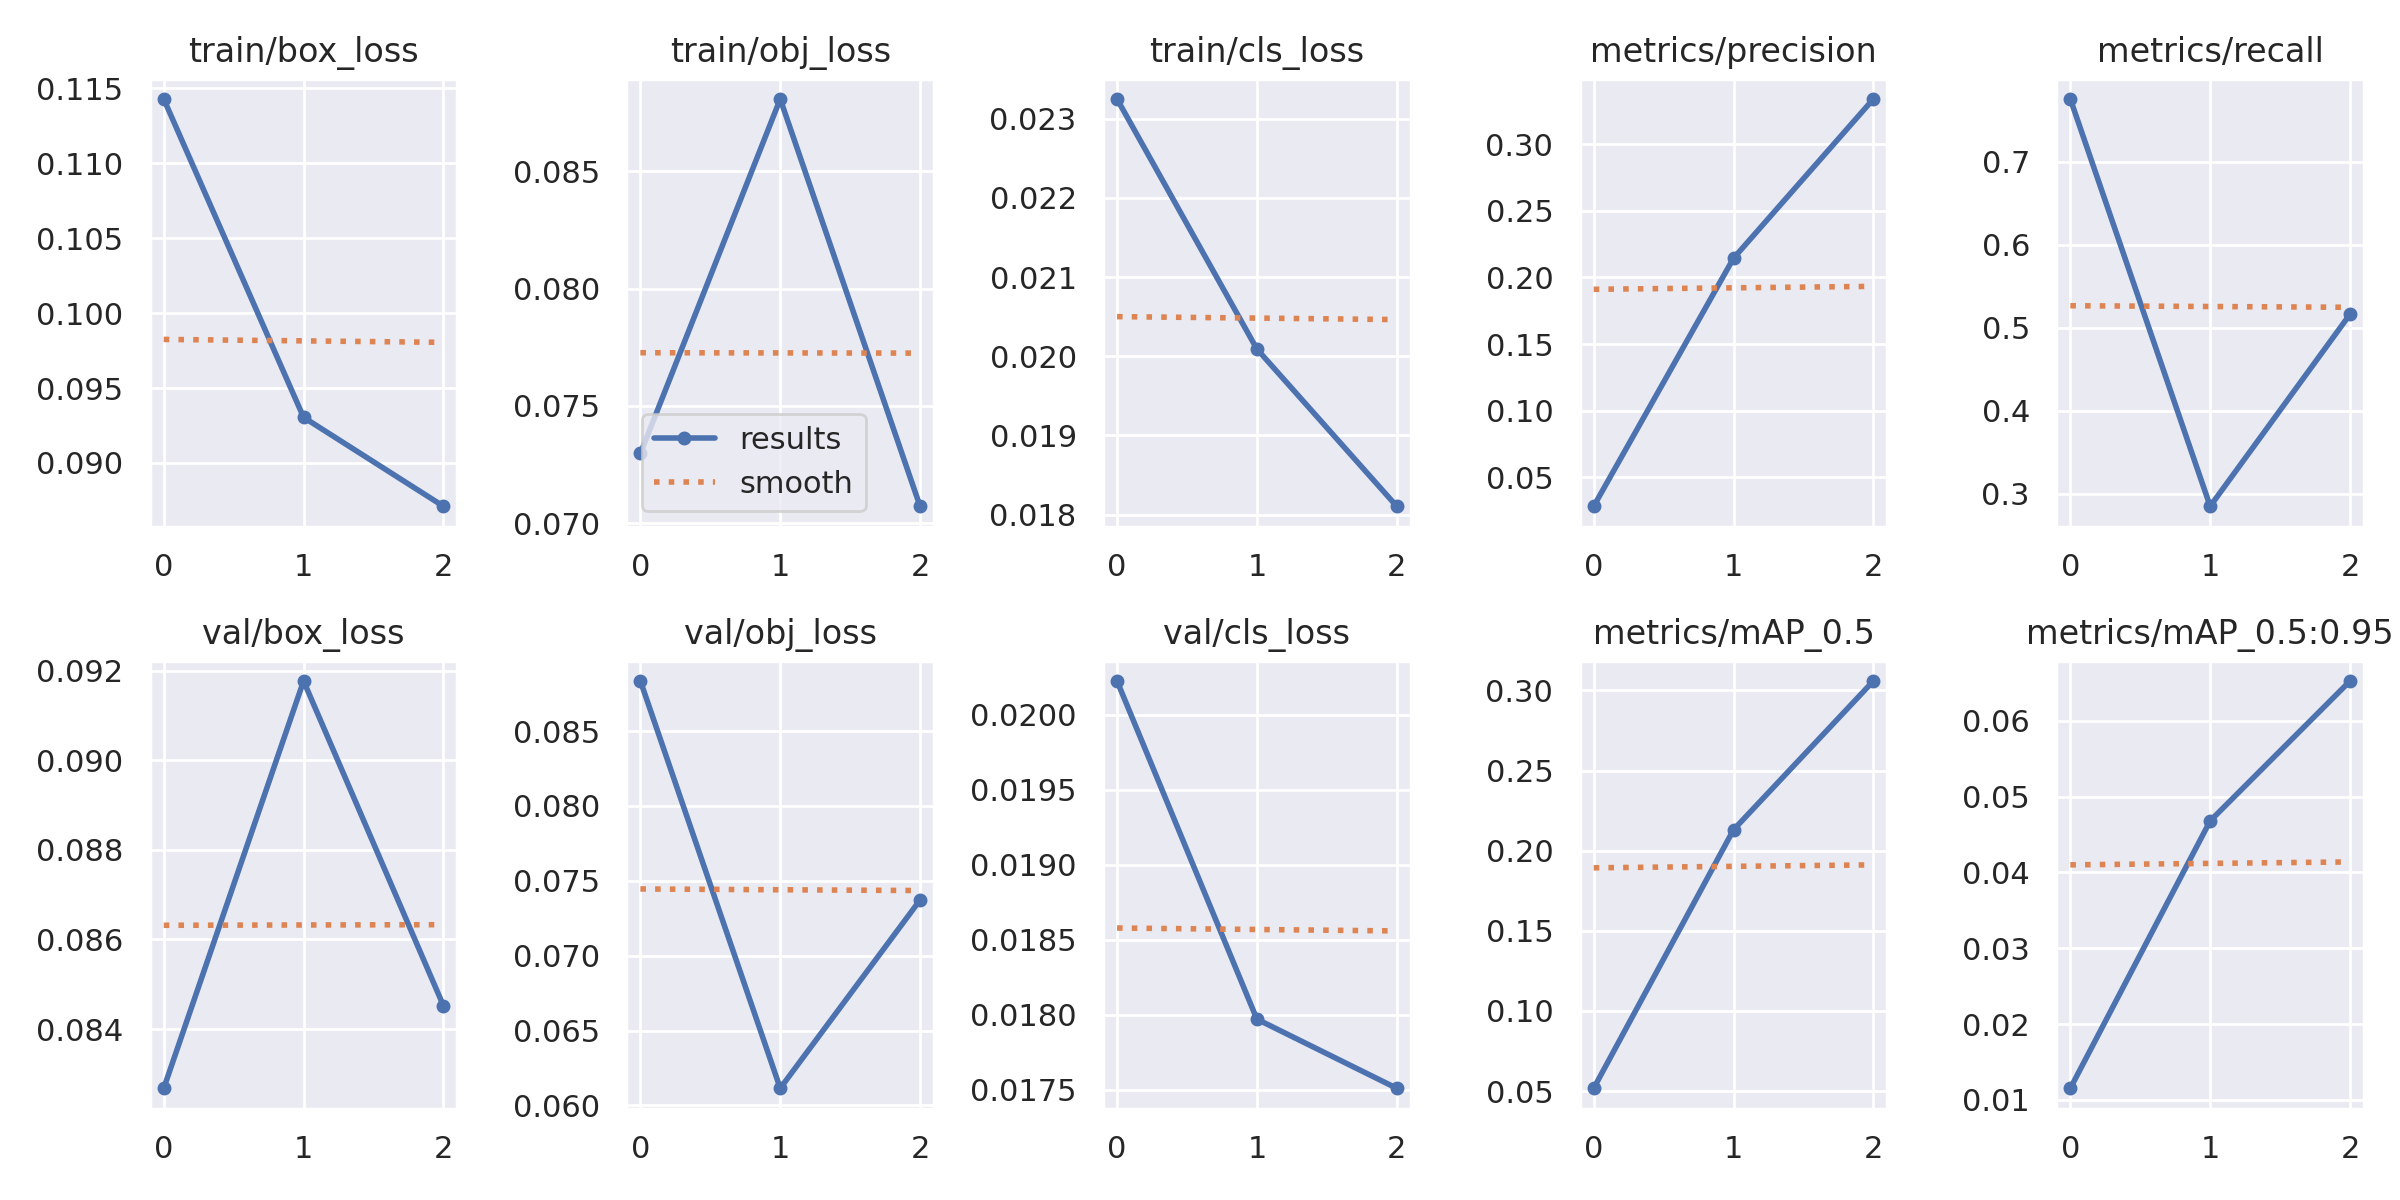 train/box_loss
0.115
0.110
0.105
0.100
0.095
0.090
0 1 2
train/obj_loss
0.085
0.080
0.075
0.070
results
smooth
0 1 2
train/cls_loss
0.023
0.022
0.021
0.020
0.019
0.018
0 1 2
metrics/precision
0.30
0.25
0.20
0.15
0.10
0.05
0 1 2
metrics/recall
0.7
0.6
0.5
0.4
0.3
0 1 2
val/box_loss
0.092
0.090
0.088
0.086
0.084
0 1 2
val/obj_loss
0.085
0.080
0.075
0.070
0.065
0.060
0 1 2
val/cls_loss
0.0200
0.0195
0.0190
0.0185
0.0180
0.0175
0 1 2
metrics/mAP_0.5
0.30
0.25
0.20
0.15
0.10
0.05
0 1 2
metrics/mAP_0.5:0.95
0.06
0.05
0.04
0.03
0.02
0.01
0 1 2